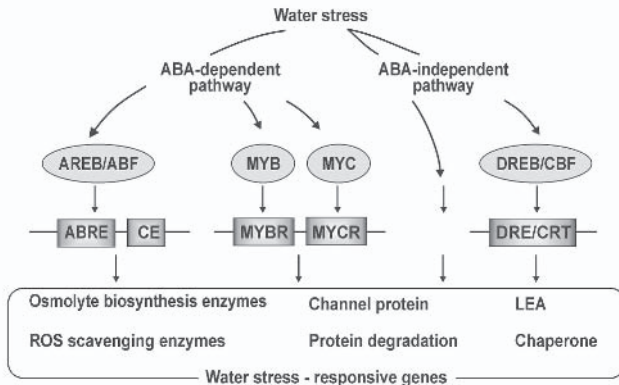 Water stress
ABA-dependent
pathway
ABA-independent
pathway
AREB/ABF
MYB
MYC
DREB/CBF
ABRE
CE
MYBR
MYCR
DRE/CRT
Osmolyte biosynthesis enzymes
Channel protein
LEA
ROS scavenging enzymes
Protein degradation
Chaperone
Water stress - responsive genes